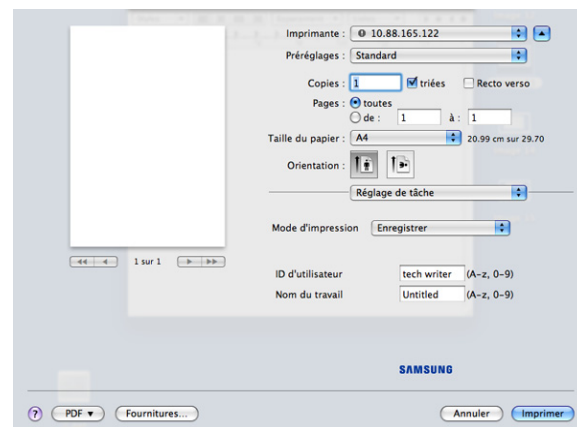 Imprimante : 10.88.165.122
Préréglages : Standard
Copies : 1 triées Recto verso
Pages : toutes
de : 1 à : 1
Taille du papier : A4 20.99 cm sur 29.70
Orientation :
Réglage de tâche
Mode d'impression Enregistrer
1 sur 1
ID d'utilisateur tech writer (A-z, 0-9)
Nom du travail Untitled (A-z, 0-9)
SAMSUNG
? PDF ▼ Fournitures... Annuler Imprimer